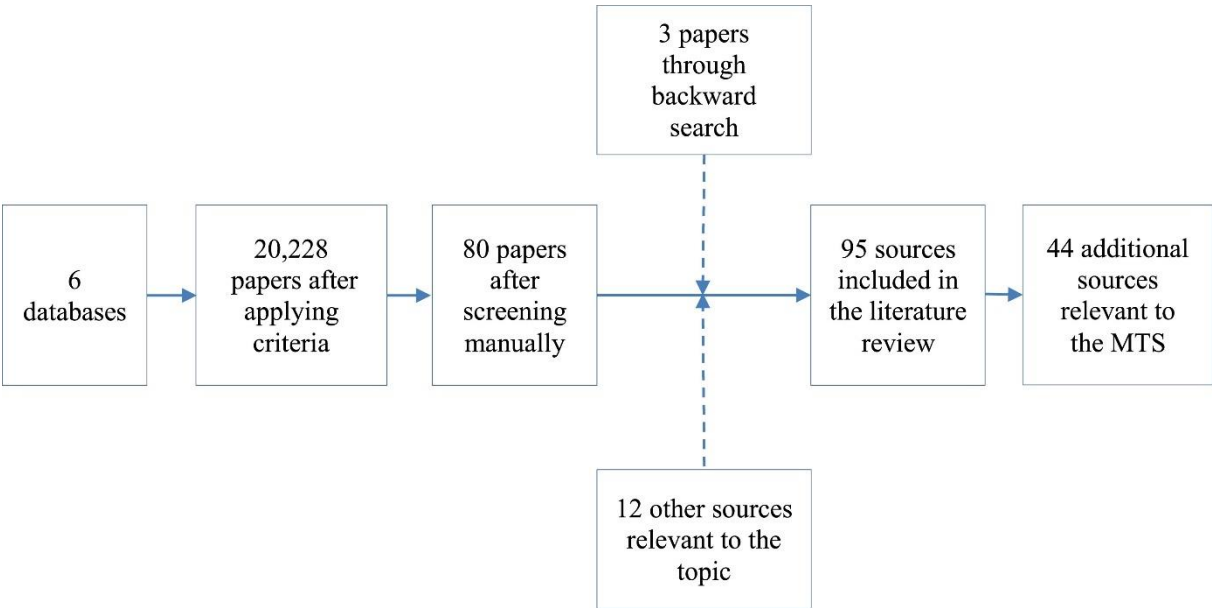 3 papers
through
backward
search
6
databases
20,228
papers after
applying
criteria
80 papers
after
screening
manually
95 sources
included in
the literature
review
44 additional
sources
relevant to
the MTS
12 other sources
relevant to the
topic